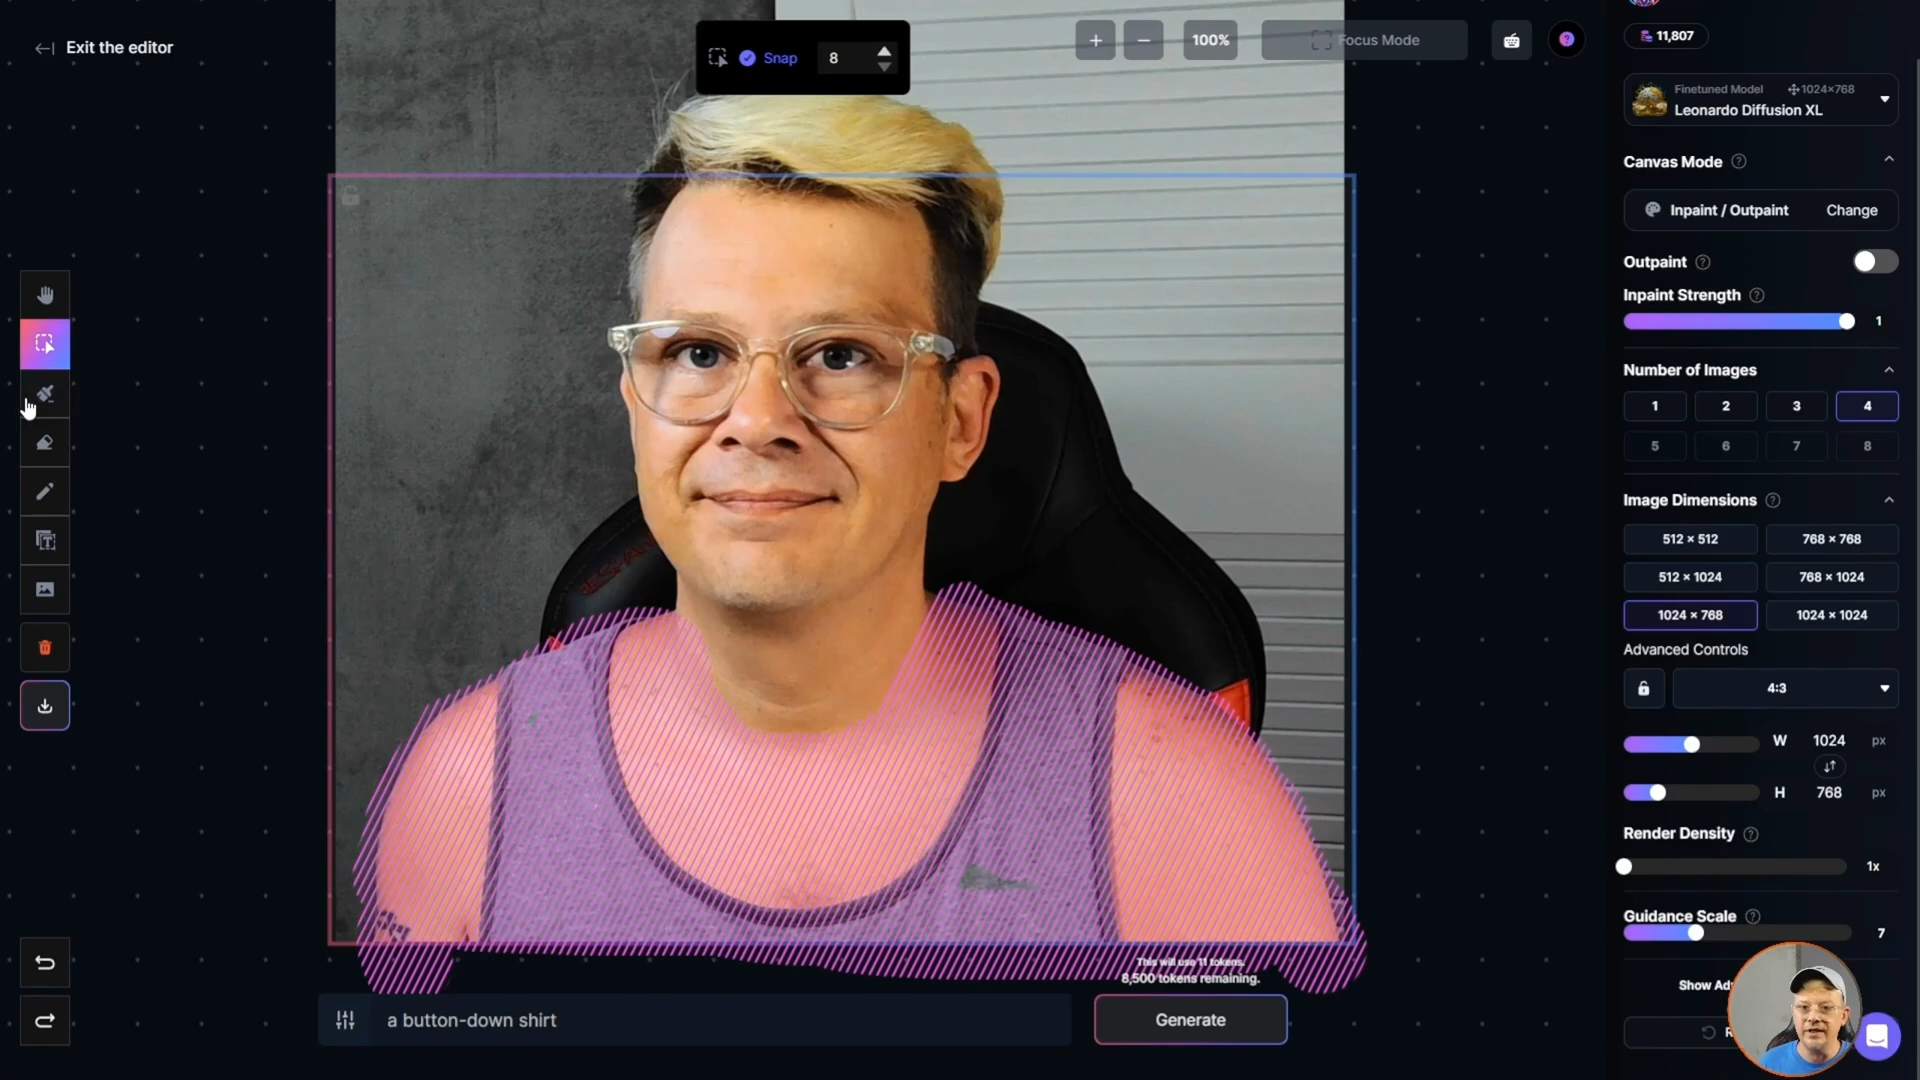 Exit the editor
Snap
8
100%
Focus Mode
11,807
Finetuned Model
1024×768
Leonardo Diffusion XL
Canvas Mode
Inpaint / Outpaint
Change
Outpaint
Inpaint Strength
1
Number of Images
1
2
3
4
5
6
7
8
Image Dimensions
512 × 512
768 × 768
512 × 1024
768 × 1024
1024 × 768
1024 × 1024
Advanced Controls
4:3
W
1024
px
H
768
px
Render Density
1x
Guidance Scale
7
This will use 11 tokens.
8,500 tokens remaining.
a button-down shirt
Generate
Show